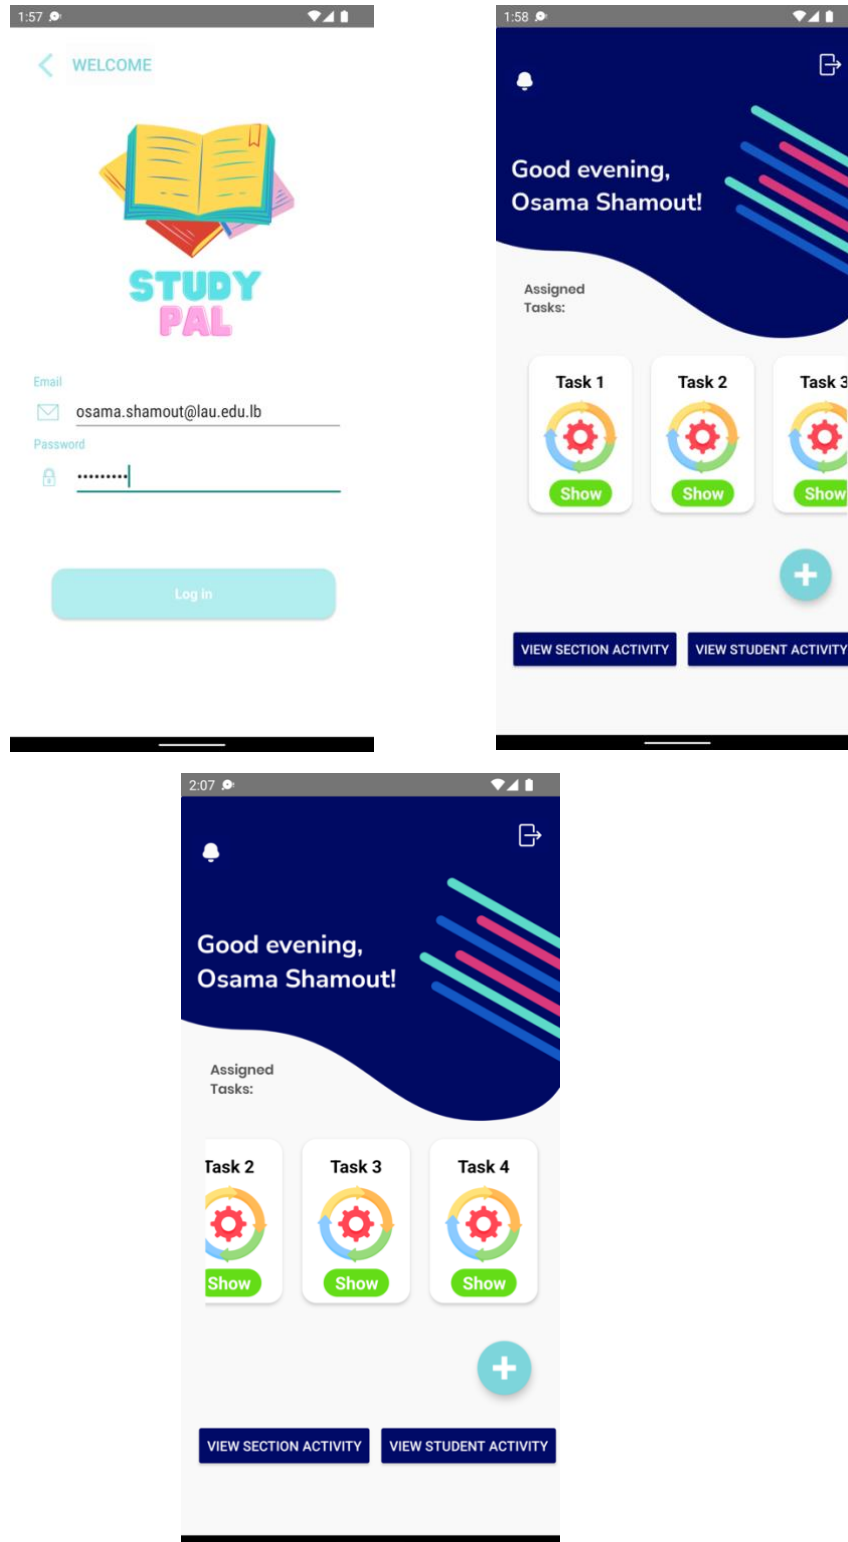 1:57
WELCOME
STUDY
PAL
Email
osama.shamout@lau.edu.lb
Password
•••••••••
Log in
1:58
Good evening,
Osama Shamout!
Assigned
Tasks:
Task 1 Task 2 Task 3
Show Show Show
VIEW SECTION ACTIVITY VIEW STUDENT ACTIVITY
2:07
Good evening,
Osama Shamout!
Assigned
Tasks:
Task 2 Task 3 Task 4
Show Show Show
VIEW SECTION ACTIVITY VIEW STUDENT ACTIVITY